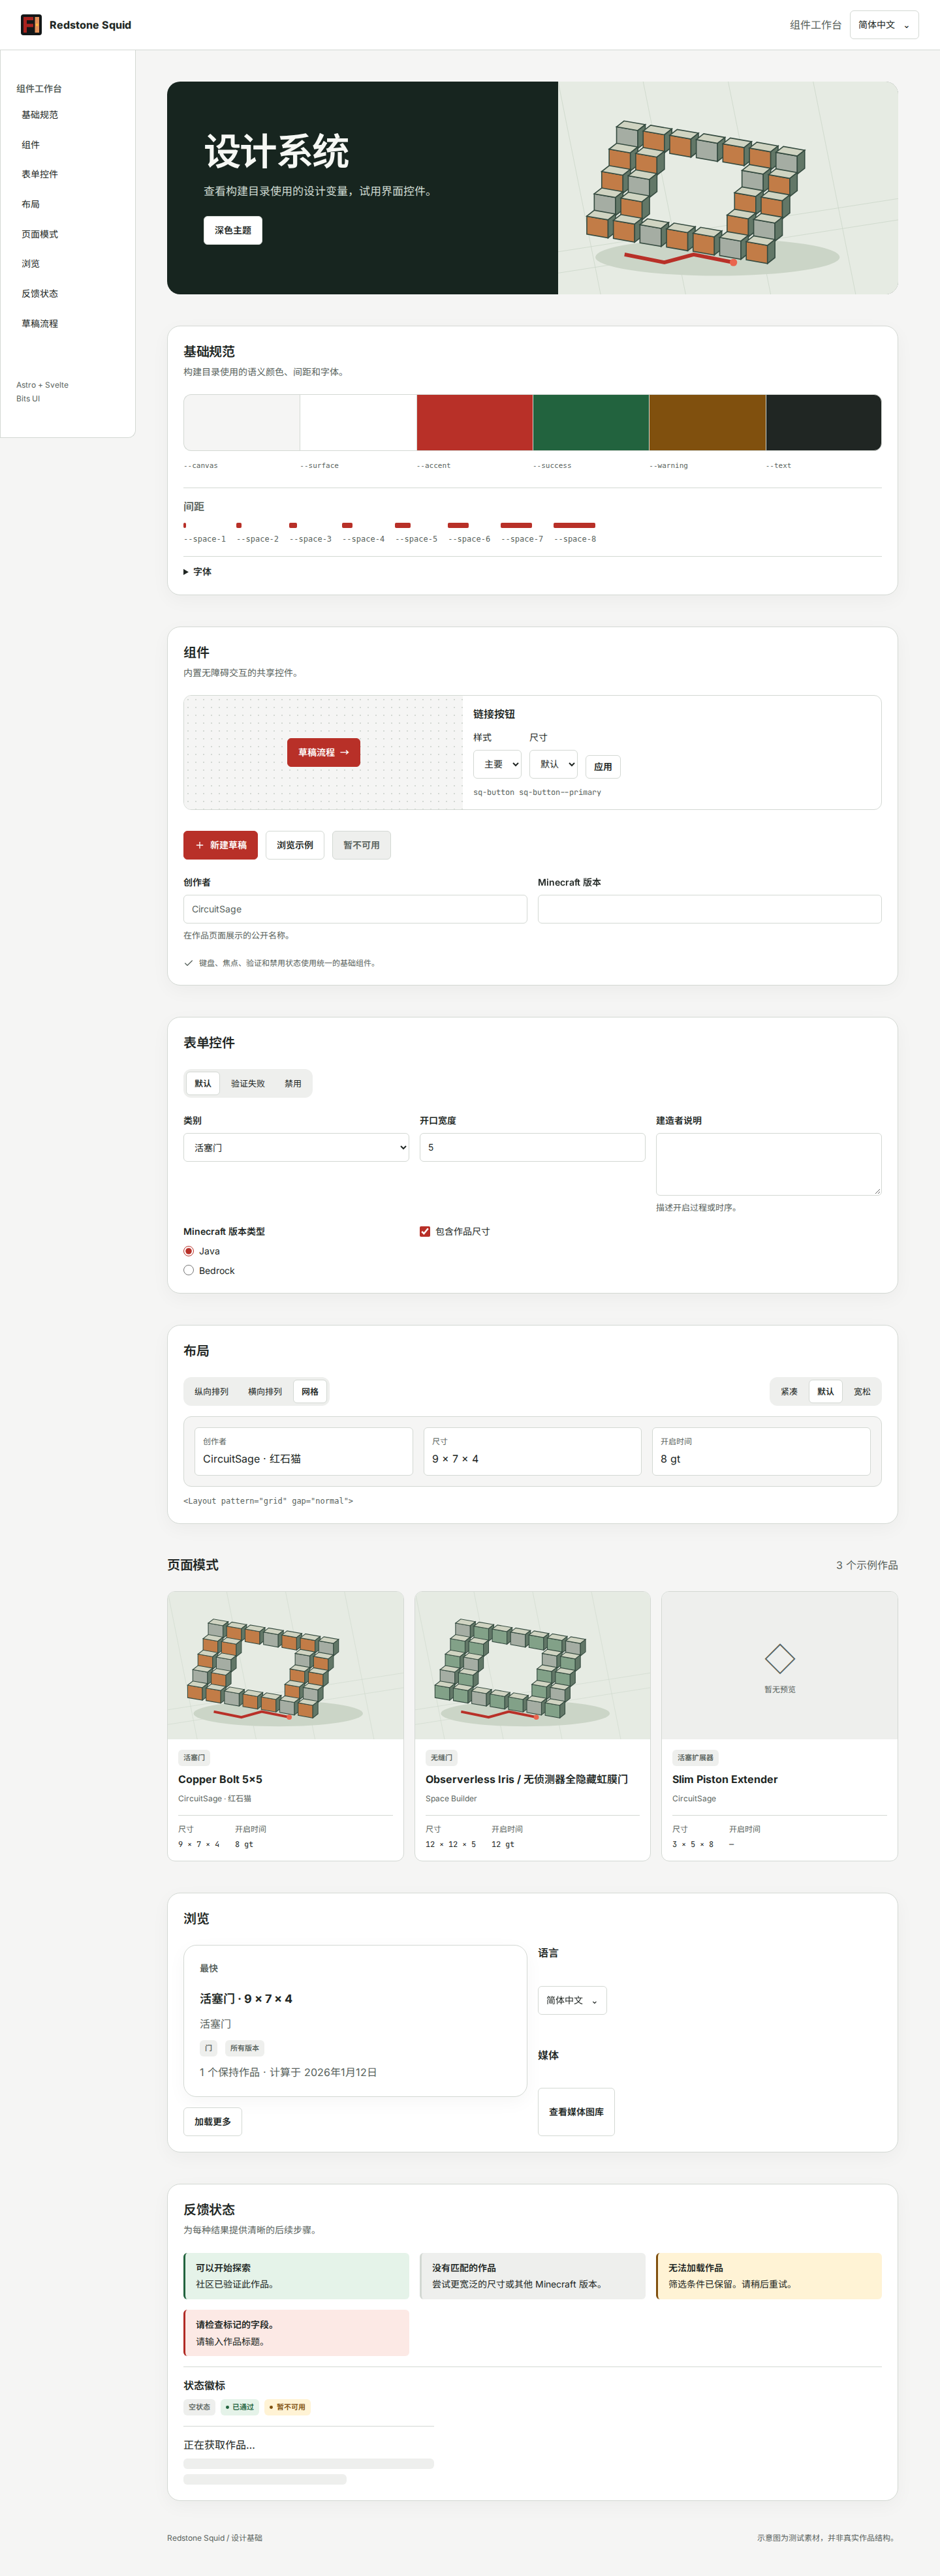 Redstone Squid
组件工作台
简体中文
组件工作台
基础规范
组件
表单控件
布局
页面模式
浏览
反馈状态
草稿流程
Astro + Svelte
Bits UI
设计系统
查看构建目录使用的设计变量，试用界面控件。
深色主题
基础规范
构建目录使用的语义颜色、间距和字体。
--canvas --surface --accent --success --warning --text
间距
--space-1 --space-2 --space-3 --space-4 --space-5 --space-6 --space-7 --space-8
字体
组件
内置无障碍交互的共享控件。
草稿流程 →
链接按钮
样式 尺寸
主要 默认 应用
sq-button sq-button--primary
+ 新建草稿 浏览示例 暂不可用
创作者 Minecraft 版本
CircuitSage
在作品页面展示的公开名称。
键盘、焦点、验证和禁用状态使用统一的基础组件。
表单控件
默认 验证失败 禁用
类别 开口宽度 建造者说明
活塞门 5
描述开启过程或时序。
Minecraft 版本类型 包含作品尺寸
Java
Bedrock
布局
纵向排列 横向排列 网格 紧凑 默认 宽松
创作者 尺寸 开启时间
CircuitSage · 红石猫 9 × 7 × 4 8 gt
<Layout pattern="grid" gap="normal">
页面模式 3 个示例作品
暂无预览
活塞门 无缝门 活塞扩展器
Copper Bolt 5×5 Observerless Iris / 无侦测器全隐藏虹膜门 Slim Piston Extender
CircuitSage · 红石猫 Space Builder CircuitSage
尺寸 开启时间 尺寸 开启时间 尺寸 开启时间
9 × 7 × 4 8 gt 12 × 12 × 5 12 gt 3 × 5 × 8 —
浏览
最快
活塞门 · 9 × 7 × 4
活塞门
门 所有版本
1 个保持作品 · 计算于 2026年1月12日
加载更多
语言
简体中文
媒体
查看媒体图库
反馈状态
为每种结果提供清晰的后续步骤。
可以开始探索
社区已验证此作品。
没有匹配的作品
尝试更宽泛的尺寸或其他 Minecraft 版本。
无法加载作品
筛选条件已保留。请稍后重试。
请检查标记的字段。
请输入作品标题。
状态徽标
空状态 已通过 暂不可用
正在获取作品…
Redstone Squid / 设计基础 示意图为测试素材，并非真实作品结构。